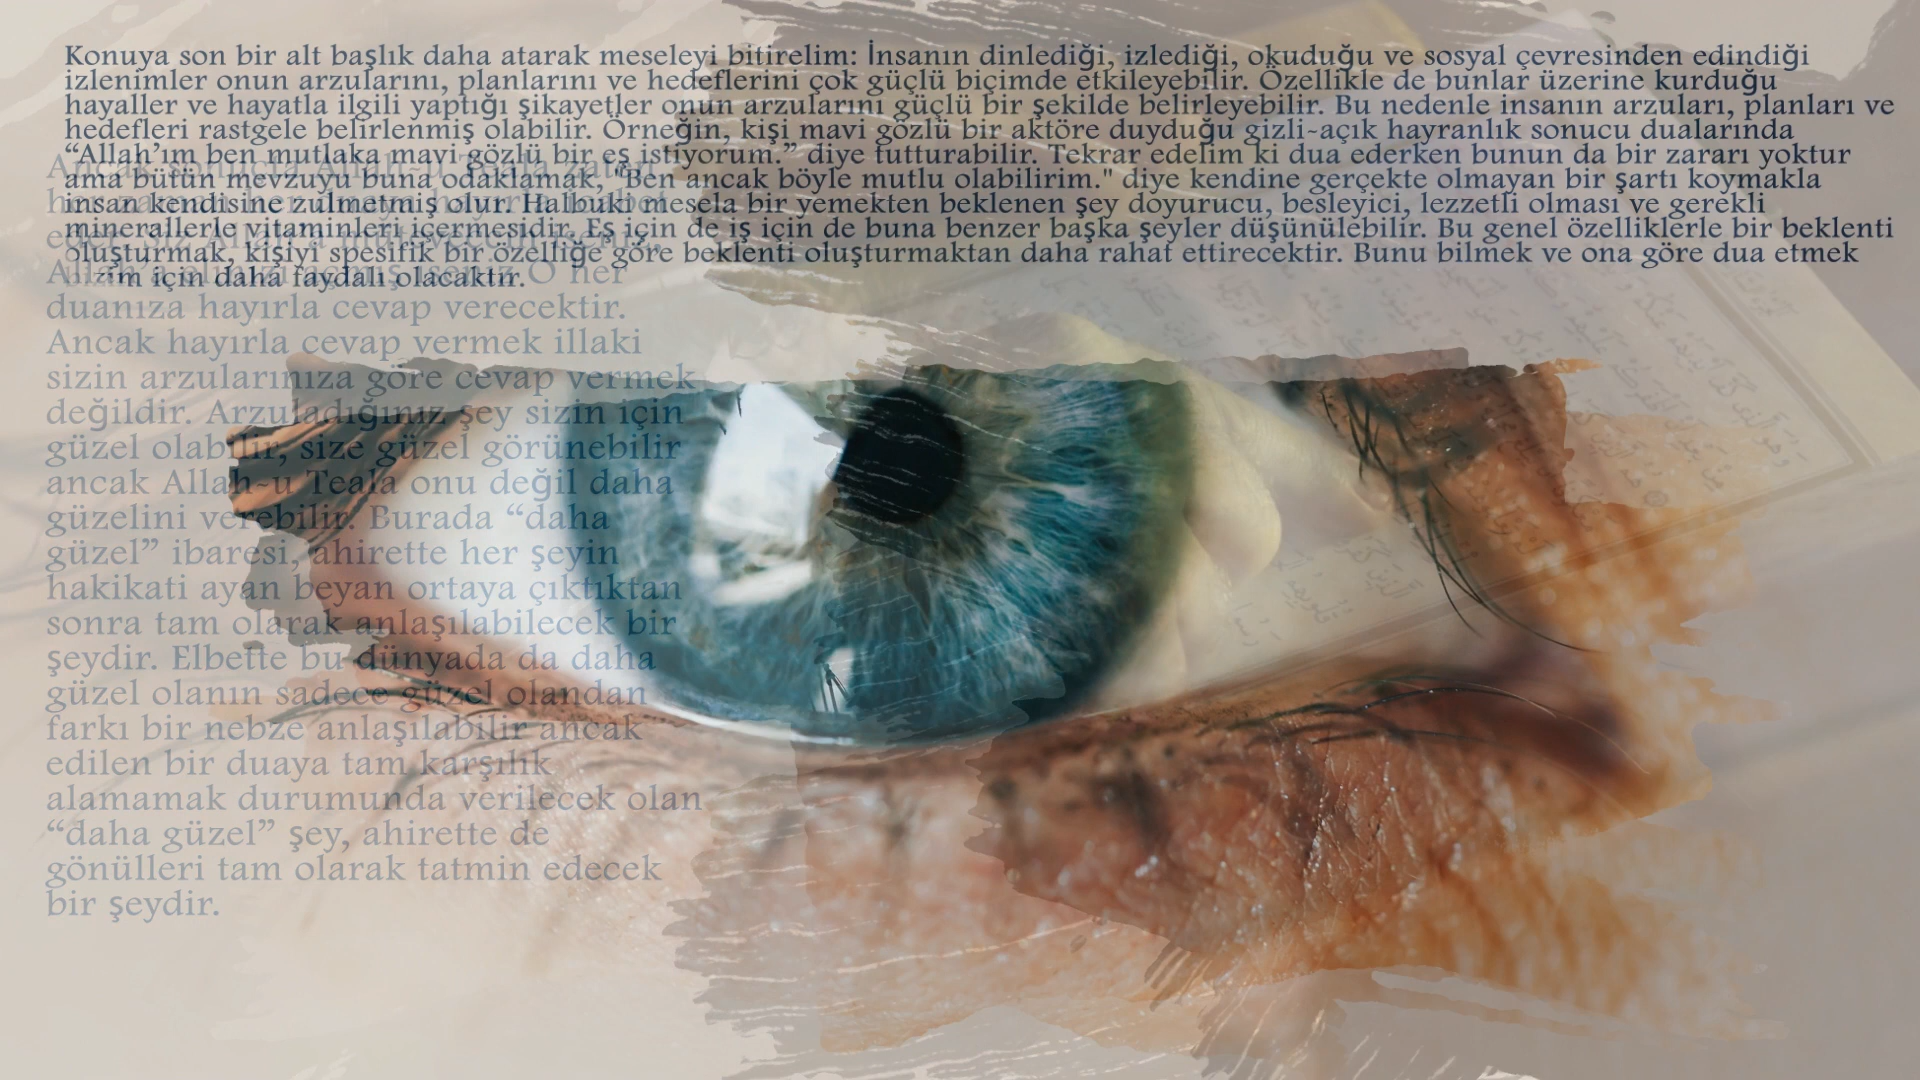 Konuya son bir alt başlık daha atarak meseleyi bitirelim: İnsanın dinlediği, izlediği, okuduğu ve sosyal çevresinden edindiği
izlenimler onun arzularını, planlarını ve hedeflerini çok güçlü biçimde etkileyebilir. Özellikle de bunlar üzerine kurduğu
hayaller ve hayatla ilgili yaptığı şikayetler onun arzularını güçlü bir şekilde belirleyebilir. Bu nedenle insanın arzuları, planları ve
hedefleri rastgele belirlenmiş olabilir. Örneğin, kişi mavi gözlü bir aktöre duyduğu gizli-açık hayranlık sonucu dualarında
“Allah’ım ben mutlaka mavi gözlü bir eş istiyorum.” diye tutturabilir. Tekrar edelim ki dua ederken bunun da bir zararı yoktur
ama bütün mevzuyu buna odaklamak, "Ben ancak böyle mutlu olabilirim." diye kendine gerçekte olmayan bir şartı koymakla
insan kendisine zulmetmiş olur. Halbuki mesela bir yemekten beklenen şey doyurucu, besleyici, lezzetli olması ve gerekli
minerallerle vitaminleri içermesidir. Eş için de iş için de buna benzer başka şeyler düşünülebilir. Bu genel özelliklerle bir beklenti
oluşturmak, kişiyi spesifik bir özelliğe göre beklenti oluşturmaktan daha rahat ettirecektir. Bunu bilmek ve ona göre dua etmek
bizim için daha faydalı olacaktır.
Ancak Allah-u Teala zaten
her
eder.
Allah’a O her
duanıza hayırla cevap verecektir.
Ancak hayırla cevap vermek illaki
sizin arzularınıza göre cevap vermek
değildir. Arzuladığınız şey sizin için
güzel olabilir, size güzel görünebilir
ancak Allah-u Teala onu değil daha
güzelini verebilir. Burada “daha
güzel” ibaresi, ahirette her şeyin
hakikati ayan beyan ortaya çıktıktan
sonra tam olarak anlaşılabilecek bir
şeydir. Elbette bu dünyada da daha
güzel olanın sadece güzel olandan
farkı bir nebze anlaşılabilir ancak
edilen bir duaya tam karşılık
alamamak durumunda verilecek olan
“daha güzel” şey, ahirette de
gönülleri tam olarak tatmin edecek
bir şeydir.